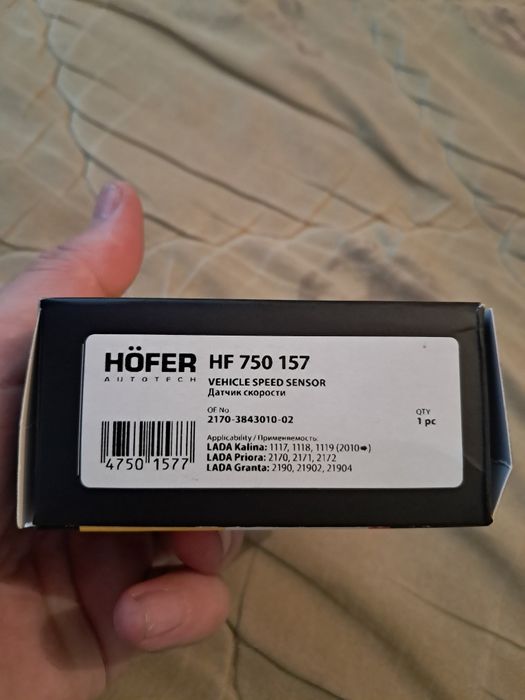 HÖFER
AUTOTECH
HF 750 157
VEHICLE SPEED SENSOR
Датчик скорости
OE No
2170-3843010-02
QTY
1 pc
4750 1577
Applicability / Применяемость:
LADA Kalina: 1117, 1118, 1119 (2010➡)
LADA Priora: 2170, 2171, 2172
LADA Granta: 2190, 21902, 21904